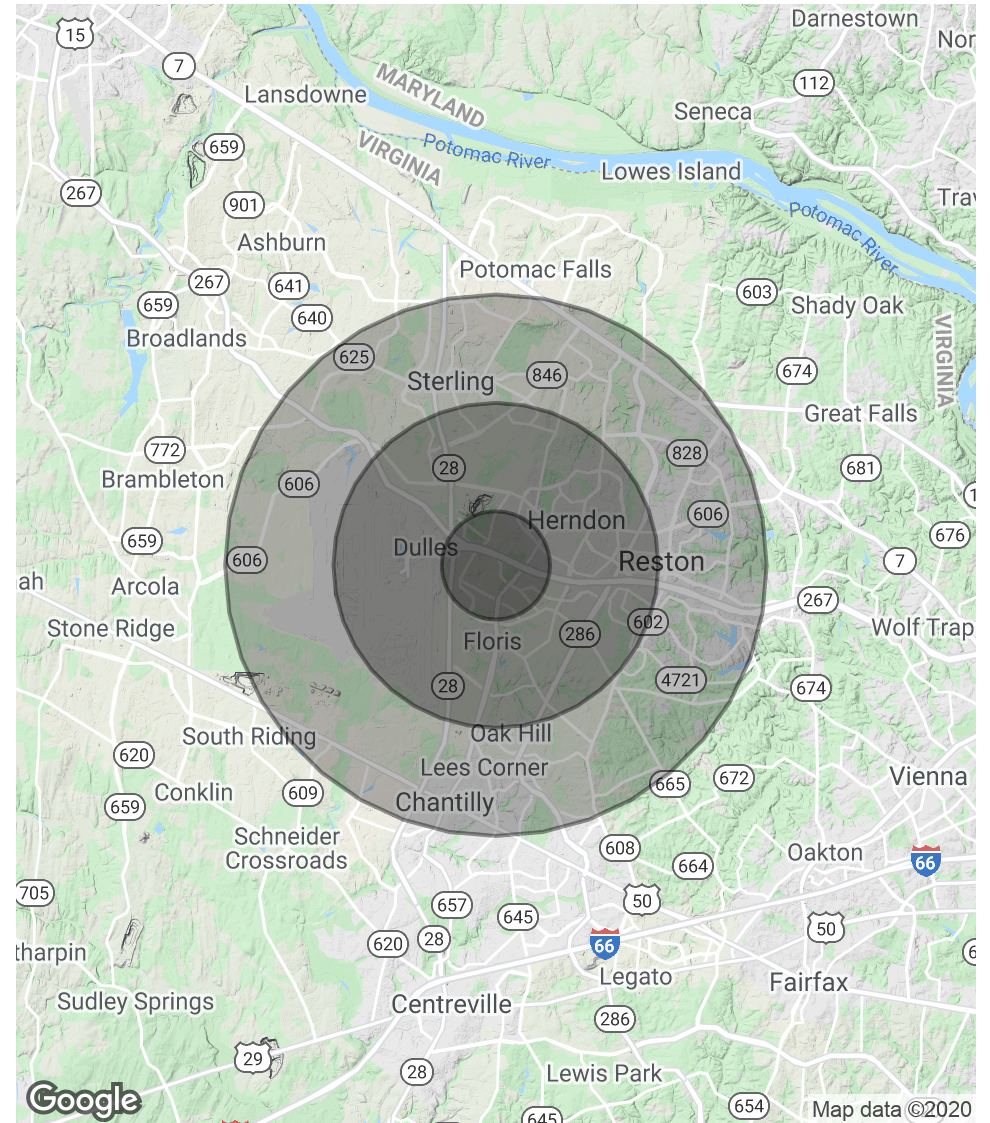 Darnestown
15
Nor
7
112
MARYLAND
Lansdowne
Seneca
659
VIRGINIA
Potomac River
Lowes Island
267
901
Trav
Potomac River
Ashburn
Potomac Falls
267
641
603
659
Shady Oak
640
VIRGINIA
Broadlands
625
674
846
Sterling
Great Falls
772
828
28
681
Brambleton
606
1
606
Herndon
676
659
Dulles
606
Reston
7
ah
Arcola
267
602
Stone Ridge
286
Wolf Trap
Floris
28
4721
674
South Riding
Oak Hill
620
Lees Corner
672
Vienna
665
Conklin
609
Chantilly
659
Schneider
Crossroads
608
Oakton
664
66
705
657
50
645
50
620
28
66
tharpin
6
Legato
Fairfax
Sudley Springs
Centreville
286
29
28
Lewis Park
Google
654
Map data ©2020
645